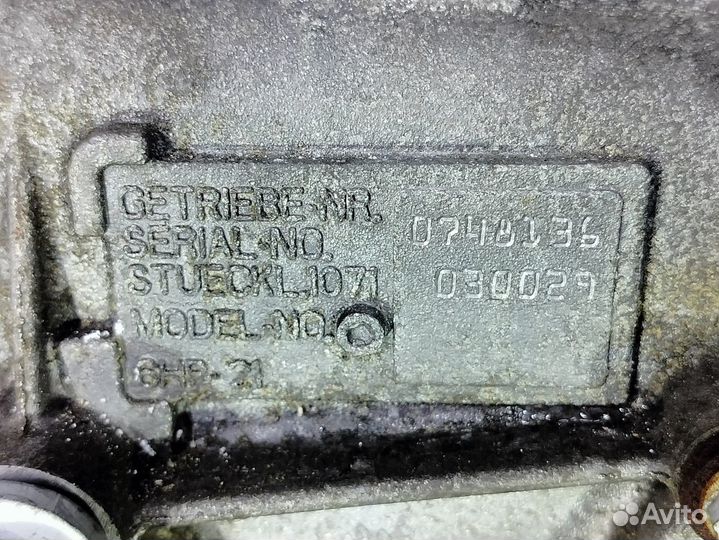 GETRIEBE-NR.
SERIAL-NO. 0748136
STUECKL.1071 030029
MODEL-NO.
6HP-21
Avito